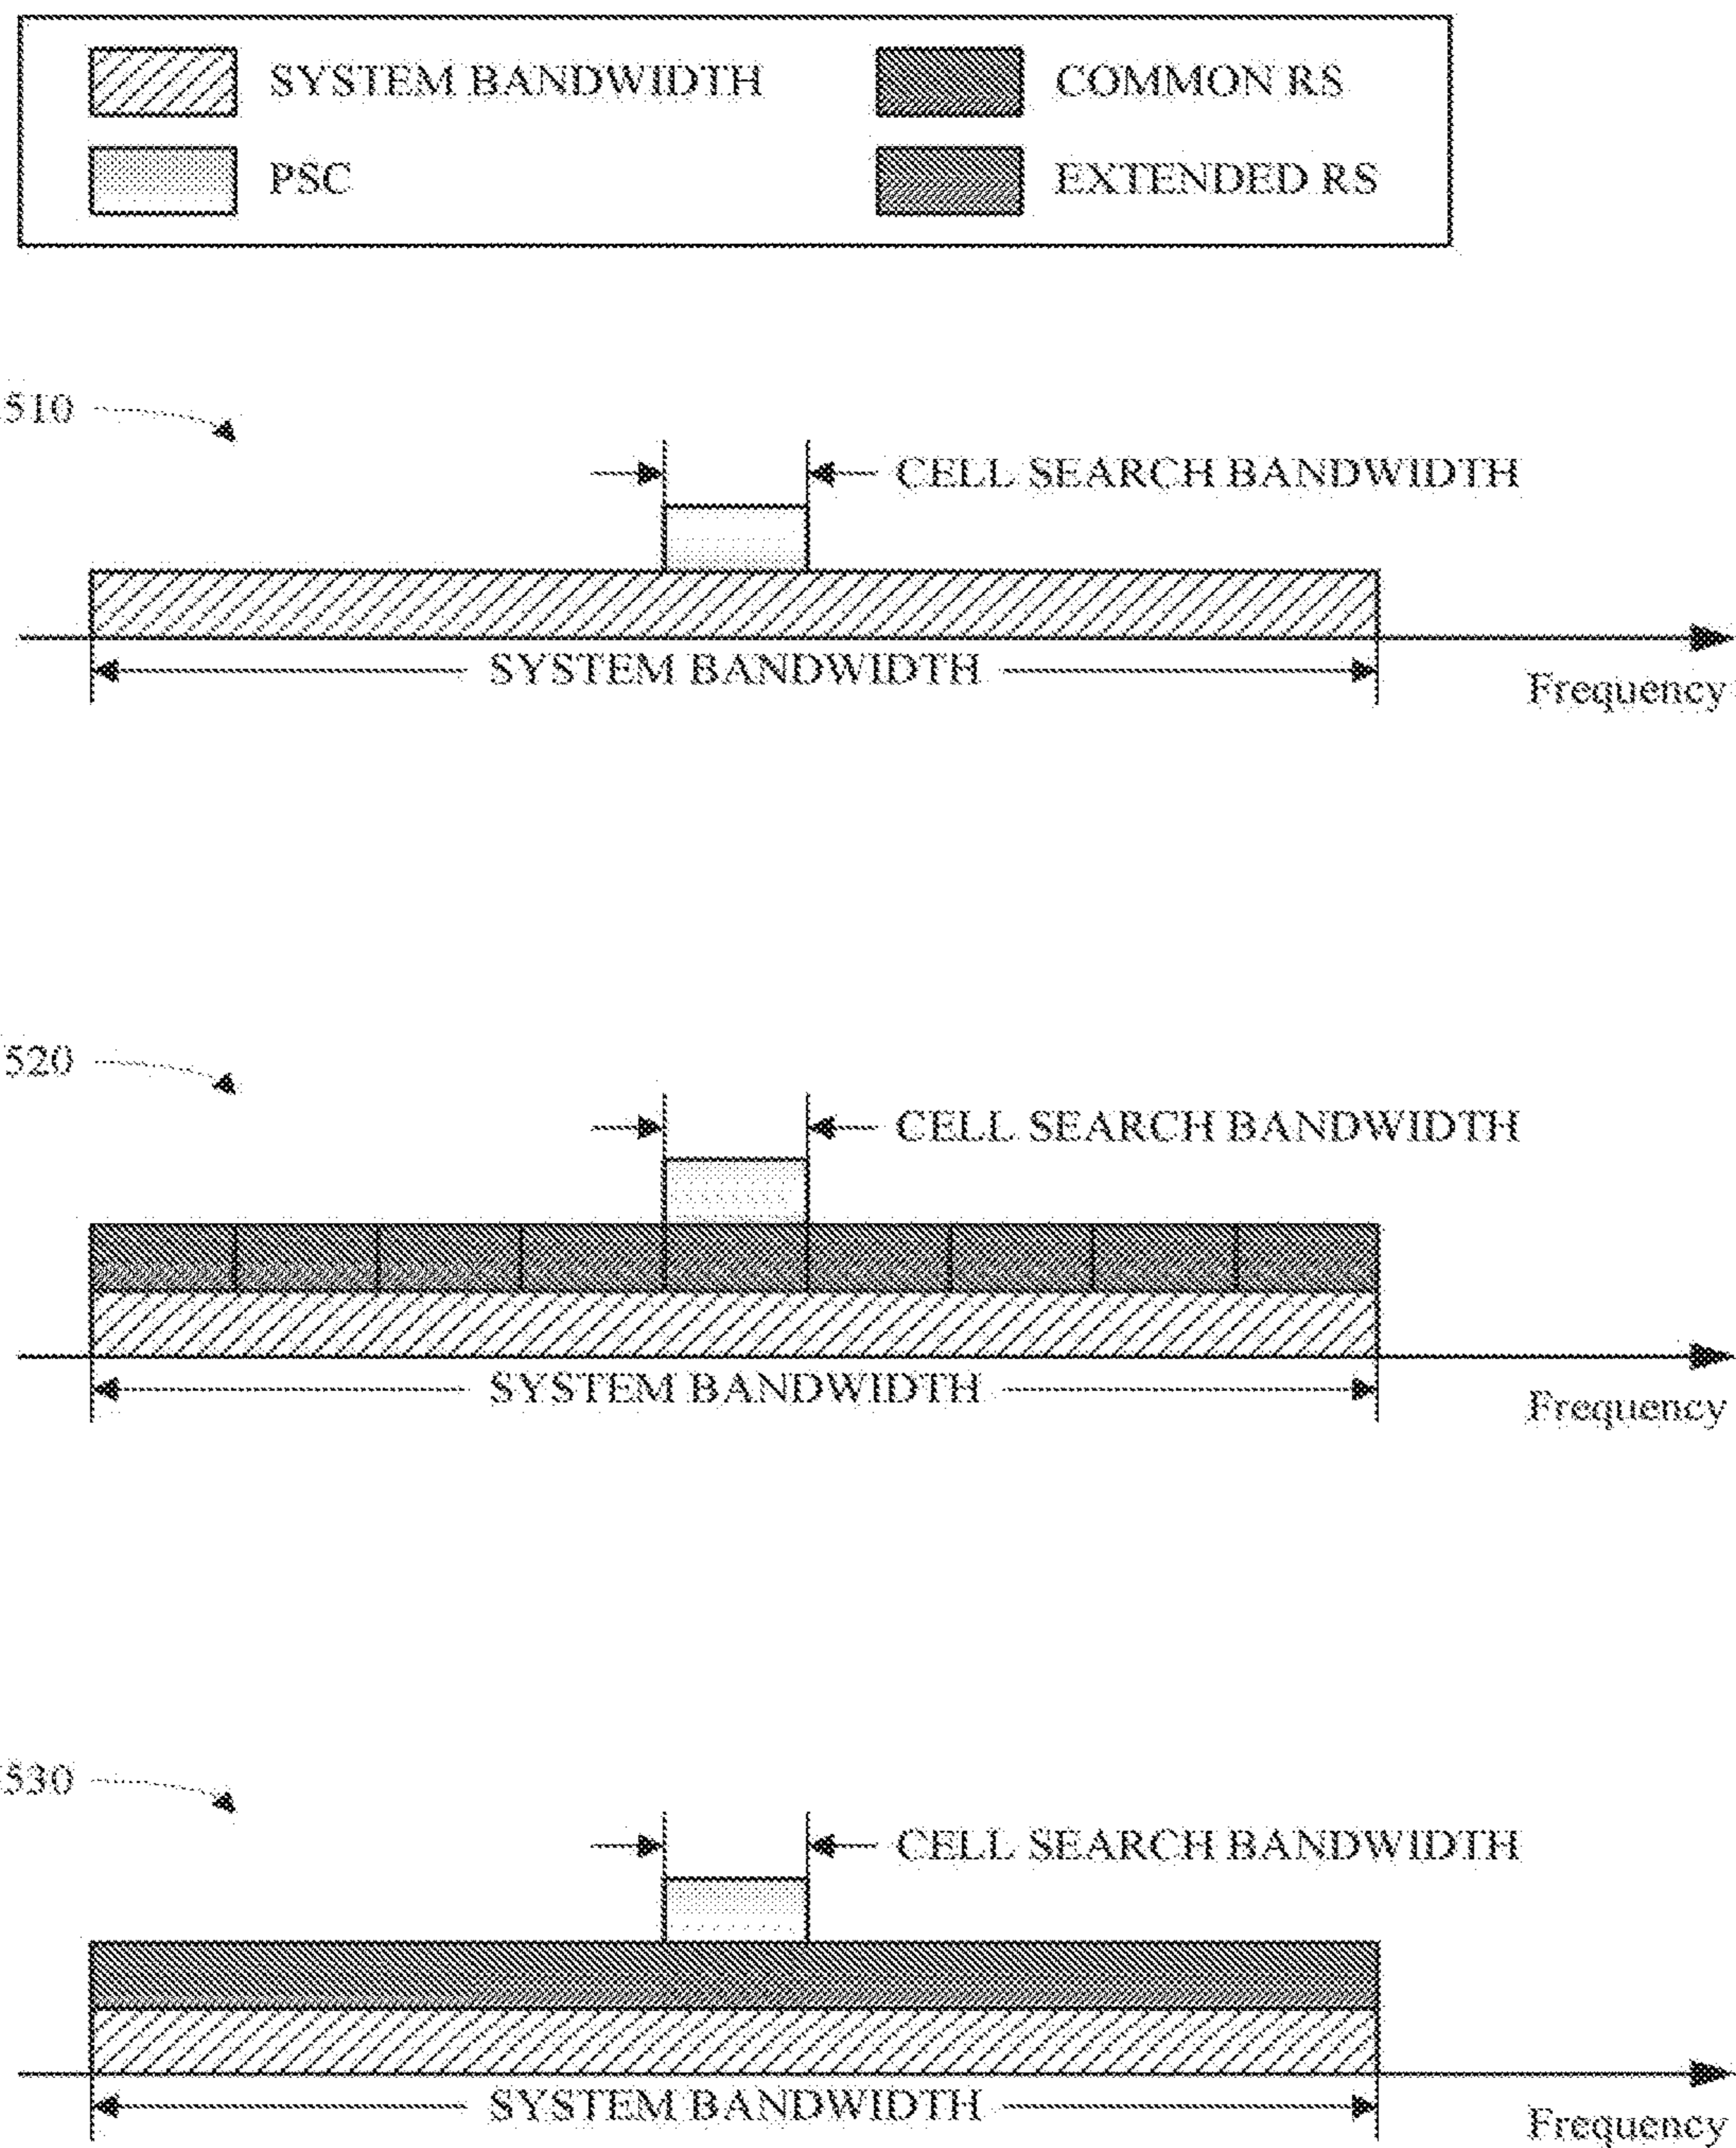 SYSTEM BANDWIDTH
COMMON RS
PSC
EXTENDED RS
510
CELL SEARCH BANDWIDTH
SYSTEM BANDWIDTH
Frequency
520
CELL SEARCH BANDWIDTH
SYSTEM BANDWIDTH
Frequency
530
CELL SEARCH BANDWIDTH
SYSTEM BANDWIDTH
Frequency